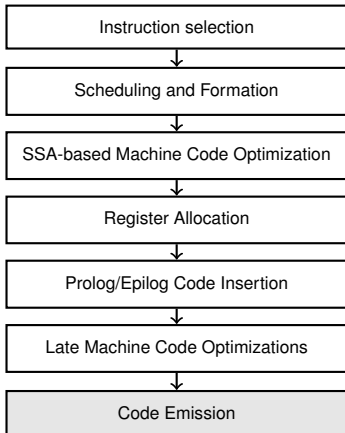 Instruction selection
Scheduling and Formation
SSA-based Machine Code Optimization
Register Allocation
Prolog/Epilog Code Insertion
Late Machine Code Optimizations
Code Emission